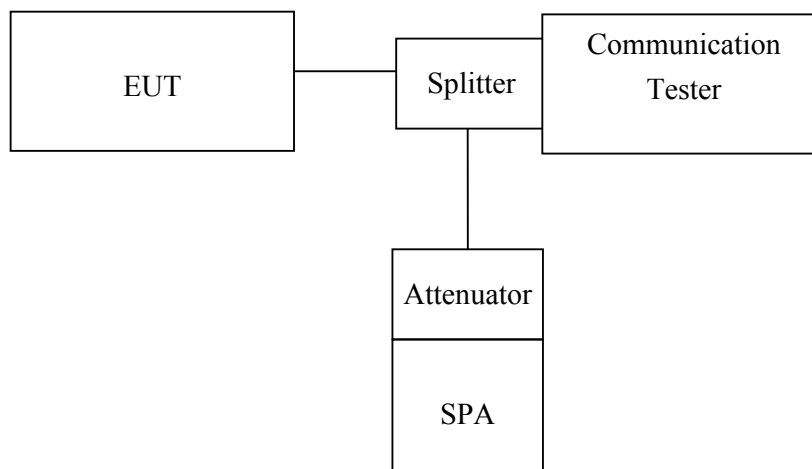 EUT
Splitter
Communication
Tester
Attenuator
SPA